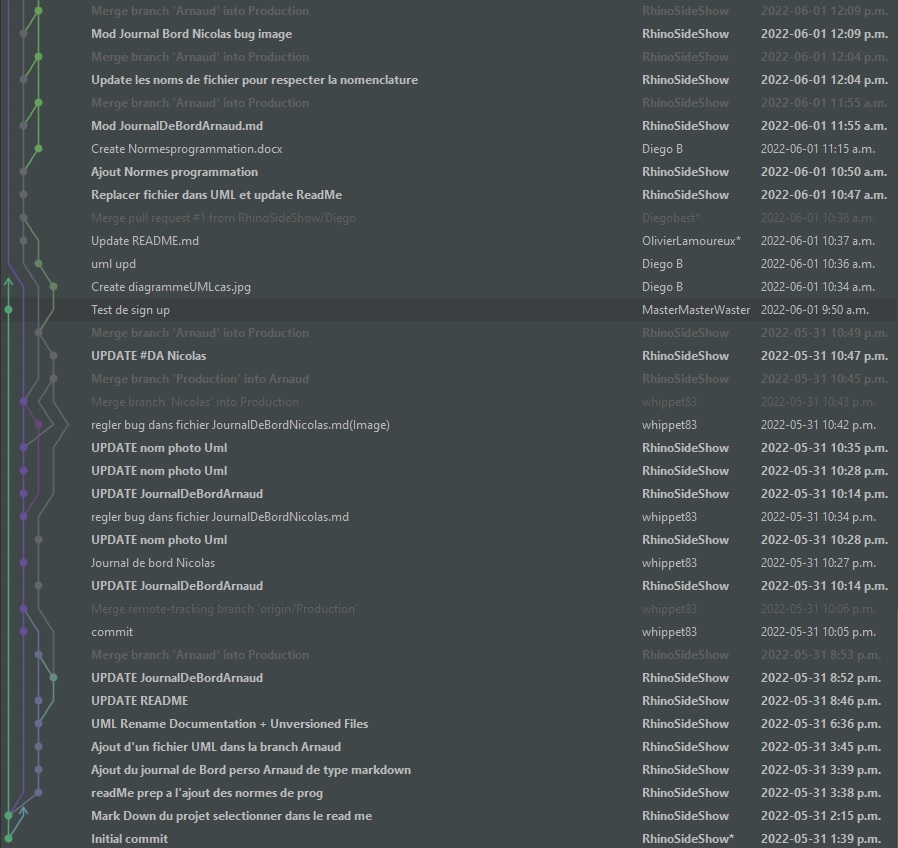 Merge branch 'Arnaud' into Production RhinoSideShow 2022-06-01 12:09 p.m.
Mod Journal Bord Nicolas bug image RhinoSideShow 2022-06-01 12:09 p.m.
Merge branch 'Arnaud' into Production RhinoSideShow 2022-06-01 12:04 p.m.
Update les noms de fichier pour respecter la nomenclature RhinoSideShow 2022-06-01 12:04 p.m.
Merge branch 'Arnaud' into Production RhinoSideShow 2022-06-01 11:55 a.m.
Mod JournalDeBordArnaud.md RhinoSideShow 2022-06-01 11:55 a.m.
Create Normesprogrammation.docx Diego B 2022-06-01 11:15 a.m.
Ajout Normes programmation RhinoSideShow 2022-06-01 10:50 a.m.
Replacer fichier dans UML et update ReadMe RhinoSideShow 2022-06-01 10:47 a.m.
Merge pull request #1 from RhinoSideShow/Diego Diegobest* 2022-06-01 10:38 a.m.
Update README.md OlivierLamoureux* 2022-06-01 10:37 a.m.
uml upd Diego B 2022-06-01 10:36 a.m.
Create diagrammeUMLcas.jpg Diego B 2022-06-01 10:34 a.m.
Test de sign up MasterMasterWaster 2022-06-01 9:50 a.m.
Merge branch 'Arnaud' into Production RhinoSideShow 2022-05-31 10:49 p.m.
UPDATE #DA Nicolas RhinoSideShow 2022-05-31 10:47 p.m.
Merge branch 'Production' into Arnaud RhinoSideShow 2022-05-31 10:45 p.m.
Merge branch 'Nicolas' into Production whippet83 2022-05-31 10:43 p.m.
regler bug dans fichier JournalDeBordNicolas.md(Image) whippet83 2022-05-31 10:42 p.m.
UPDATE nom photo Uml RhinoSideShow 2022-05-31 10:35 p.m.
UPDATE nom photo Uml RhinoSideShow 2022-05-31 10:28 p.m.
UPDATE JournalDeBordArnaud RhinoSideShow 2022-05-31 10:14 p.m.
regler bug dans fichier JournalDeBordNicolas.md whippet83 2022-05-31 10:34 p.m.
UPDATE nom photo Uml RhinoSideShow 2022-05-31 10:28 p.m.
Journal de bord Nicolas whippet83 2022-05-31 10:27 p.m.
UPDATE JournalDeBordArnaud RhinoSideShow 2022-05-31 10:14 p.m.
Merge remote-tracking branch 'origin/Production' whippet83 2022-05-31 10:06 p.m.
commit whippet83 2022-05-31 10:05 p.m.
Merge branch 'Arnaud' into Production RhinoSideShow 2022-05-31 8:53 p.m.
UPDATE JournalDeBordArnaud RhinoSideShow 2022-05-31 8:52 p.m.
UPDATE README RhinoSideShow 2022-05-31 8:46 p.m.
UML Rename Documentation + Unversioned Files RhinoSideShow 2022-05-31 6:36 p.m.
Ajout d'un fichier UML dans la branch Arnaud RhinoSideShow 2022-05-31 3:45 p.m.
Ajout du journal de Bord perso Arnaud de type markdown RhinoSideShow 2022-05-31 3:39 p.m.
readMe prep a l'ajout des normes de prog RhinoSideShow 2022-05-31 3:38 p.m.
Mark Down du projet selectionner dans le read me RhinoSideShow 2022-05-31 2:15 p.m.
Initial commit RhinoSideShow* 2022-05-31 1:39 p.m.